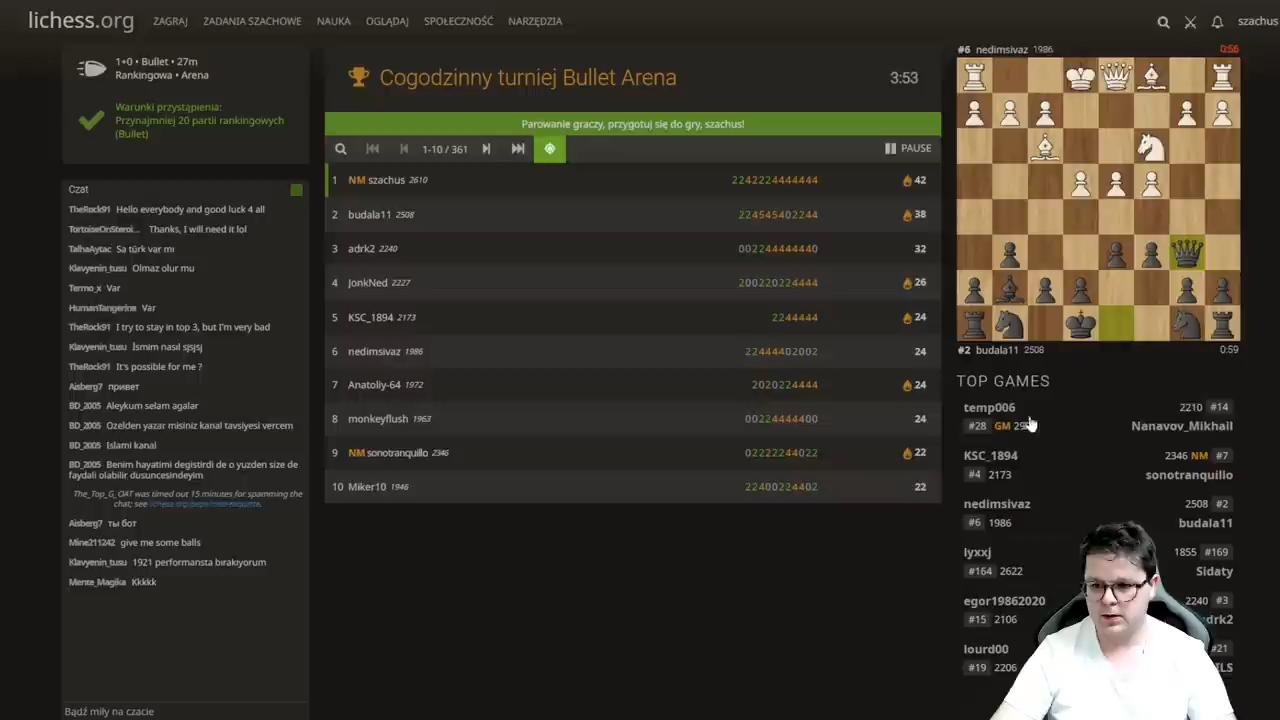 lichess.org ZAGRAJ ZADANIA SZACHOWE NAUKA OGLĄDAJ SPOŁECZNOŚĆ NARZĘDZIA szachus
1+0 • Bullet • 27m
Rankingowa • Arena
Warunki przystąpienia:
Przynajmniej 20 partii rankingowych
(Bullet)
Czat
TheRock91 Hello everybody and good luck 4 all
TortoiseOnSteroi... Thanks, I will need it lol
TalhaAytac Sa türk var mı
Klavyenin_tusu Olmaz olur mu
Termo_x Var
HumanTangerine Var
TheRock91 I try to stay in top 3, but I'm very bad
Klavyenin_tusu İsmim nasıl sjsjsj
TheRock91 It's possible for me ?
Aisberg7 привет
BD_2005 Aleykum selam agalar
BD_2005 Ozelden yazar misiniz kanal tavsiyesi vercem
BD_2005 Islami kanal
BD_2005 Benim hayatimi degistirdi de o yuzden size de
faydali olabilir dusuncesindeyim
The_Top_G_OAT was timed out 15 minutes for spamming the
chat; see
Aisberg7 ты бот
Mine211242 give me some balls
Klavyenin_tusu 1921 performansta bırakıyorum
Mente_Magika Kkkkk
Bądź miły na czacie
Cogodzinny turniej Bullet Arena 3:53
Parowanie graczy, przygotuj się do gry, szachus!
1-10 / 361 PAUSE
1 NM szachus 2610 2242224444444 42
2 budala11 2508 224545402244 38
3 adrk2 2240 0022444444440 32
4 JonkNed 2227 200220224444 26
5 KSC_1894 2173 2244444 24
6 nedimsivaz 1986 224444402002 24
7 Anatoliy-64 1972 2020224444 24
8 monkeyflush 1963 00224444400 24
9 NM sonotranquillo 2346 02222244022 22
10 Miker10 1946 22400224402 22
#6 nedimsivaz 1986 0:56
#2 budala11 2508 0:59
TOP GAMES
temp006 2210 #14
#28 GM Nanavov_Mikhail
KSC_1894 2346 NM #7
#4 2173 sonotranquillo
nedimsivaz 2508 #2
#6 1986 budala11
lyxxj 1855 #169
#164 2622 Sidaty
egor19862020 2240 #3
#15 2106
lourd00 #21
#19 2206